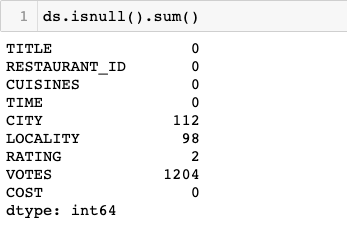 1 ds.isnull().sum()
TITLE 0
RESTAURANT_ID 0
CUISINES 0
TIME 0
CITY 112
LOCALITY 98
RATING 2
VOTES 1204
COST 0
dtype: int64